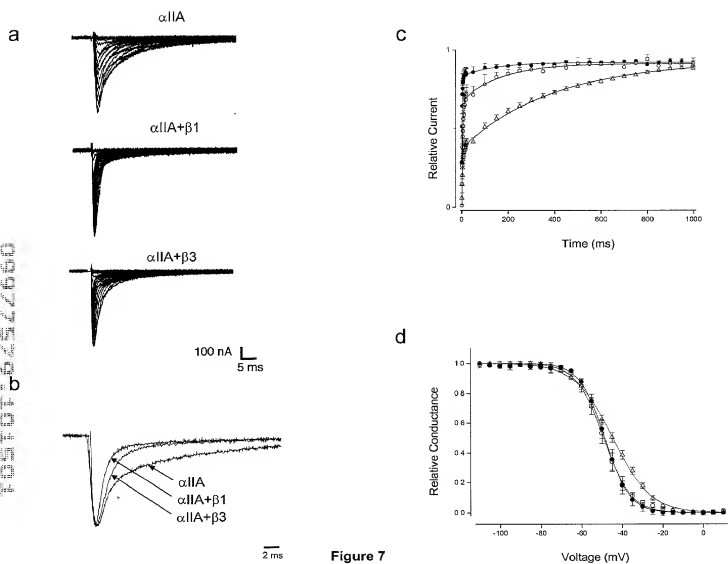 a
αIIA
αIIA+β1
αIIA+β3
100 nA
5 ms
b
αIIA
αIIA+β1
αIIA+β3
2 ms
Figure 7
c
1
Relative Current
0
0
200
400
600
800
1000
Time (ms)
d
1.0
0.8
0.6
0.4
0.2
0.0
Relative Conductance
-100
-80
-60
-40
-20
0
Voltage (mV)